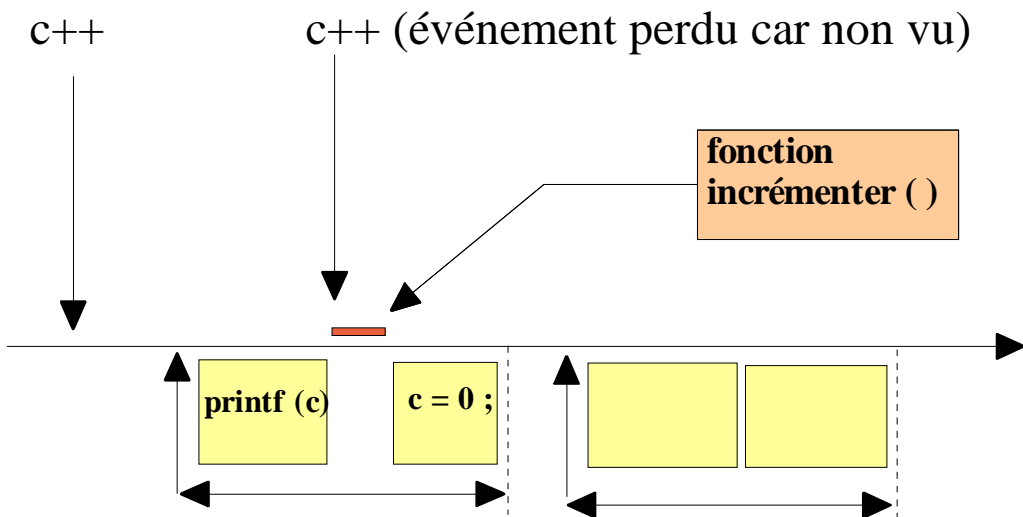 c++
c++ (événement perdu car non vu)
fonction
incrémenter ( )
printf (c)
c = 0 ;